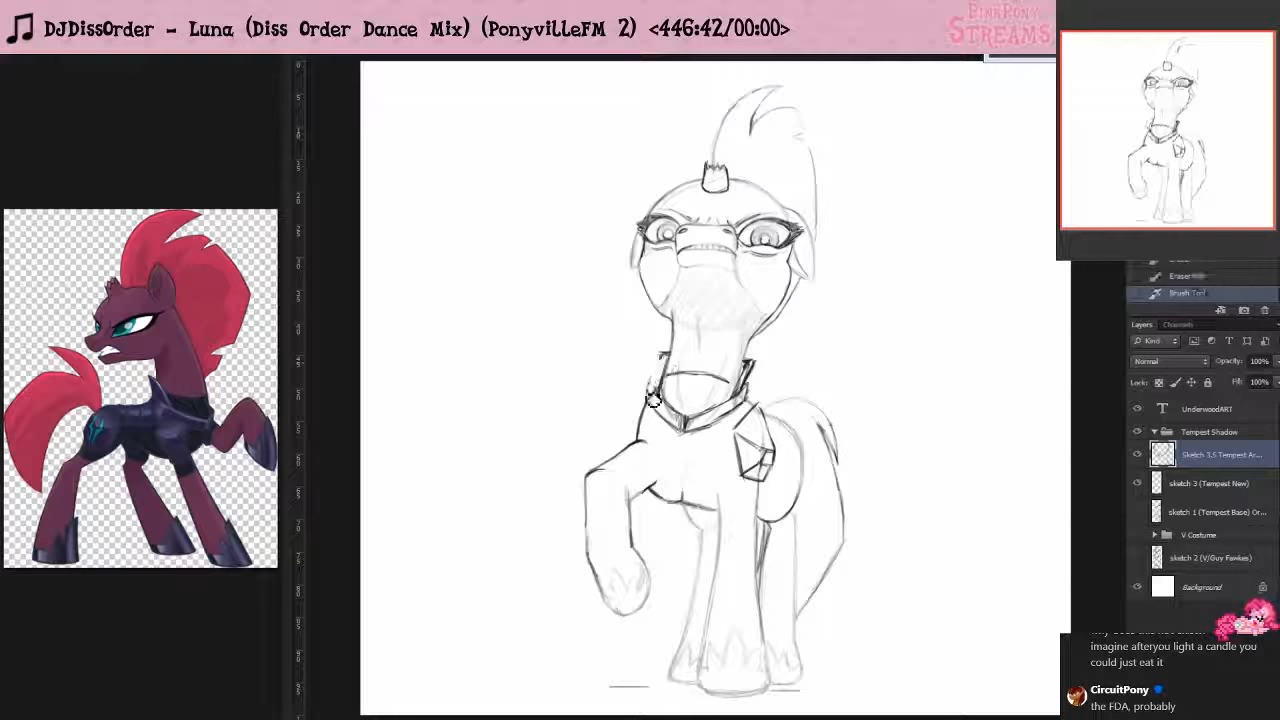 DJDissOrder - Luna (Diss Order Dance Mix) (PonyvilleFM 2) <446:42/00:00>
PinkPony
Streams
Eraser
Brush Tool
Layers Channels
Kind
Normal Opacity: 100%
Lock: Fill: 100%
UnderwoodART
Tempest Shadow
Sketch 3.5 Tempest Ar...
sketch 3 (Tempest New)
sketch 1 (Tempest Base) Or...
V Costume
sketch 2 (V/Guy Fawkes)
Background
imagine afteryou light a candle you
could just eat it
CircuitPony
the FDA, probably